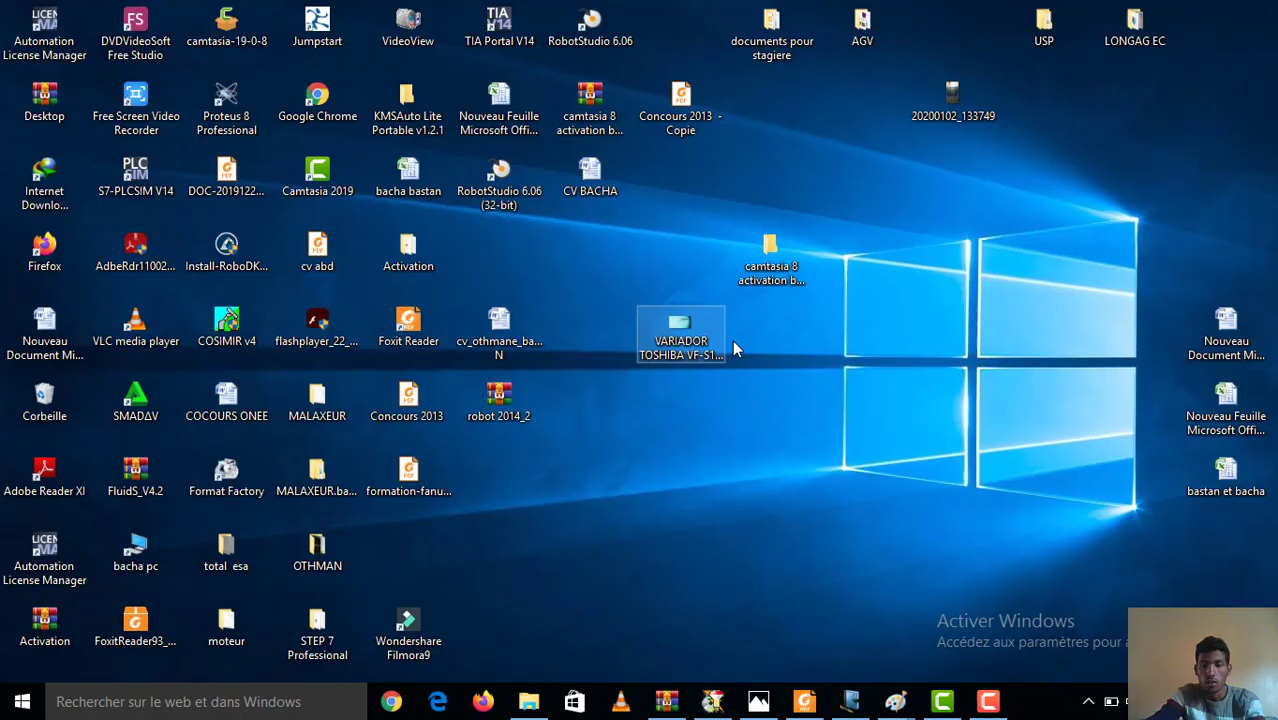 Automation
License Manager
DVDVideoSoft
Free Studio
camtasia-19-0-8
Jumpstart
VideoView
TIA Portal V14
RobotStudio 6.06
documents pour
stagiere
AGV
USP
LONGAG EC
Desktop
Free Screen Video
Recorder
Proteus 8
Professional
Google Chrome
KMSAuto Lite
Portable v1.2.1
Nouveau Feuille
Microsoft Offi...
camtasia 8
activation b...
Concours 2013 -
Copie
20200102_133749
Internet
Downlo...
S7-PLCSIM V14
DOC-2019122...
Camtasia 2019
bacha bastan
RobotStudio 6.06
(32-bit)
CV BACHA
Firefox
AdbeRdr11002...
Install-RoboDK...
cv abd
Activation
camtasia 8
activation b...
Nouveau
Document Mi...
VLC media player
COSIMIR v4
flashplayer_22_...
Foxit Reader
cv_othmane_ba...
N
VARIADOR
TOSHIBA VF-S1...
Nouveau
Document Mi...
Corbeille
SMADΔV
COCOURS ONEE
MALAXEUR
Concours 2013
robot 2014_2
Nouveau Feuille
Microsoft Offi...
Adobe Reader XI
FluidS_V4.2
Format Factory
MALAXEUR.ba...
formation-fanu...
bastan et bacha
Automation
License Manager
bacha pc
total esa
OTHMAN
Activation
FoxitReader93_...
moteur
STEP 7
Professional
Wondershare
Filmora9
Activer Windows
Accédez aux paramètres pour a
Rechercher sur le web et dans Windows